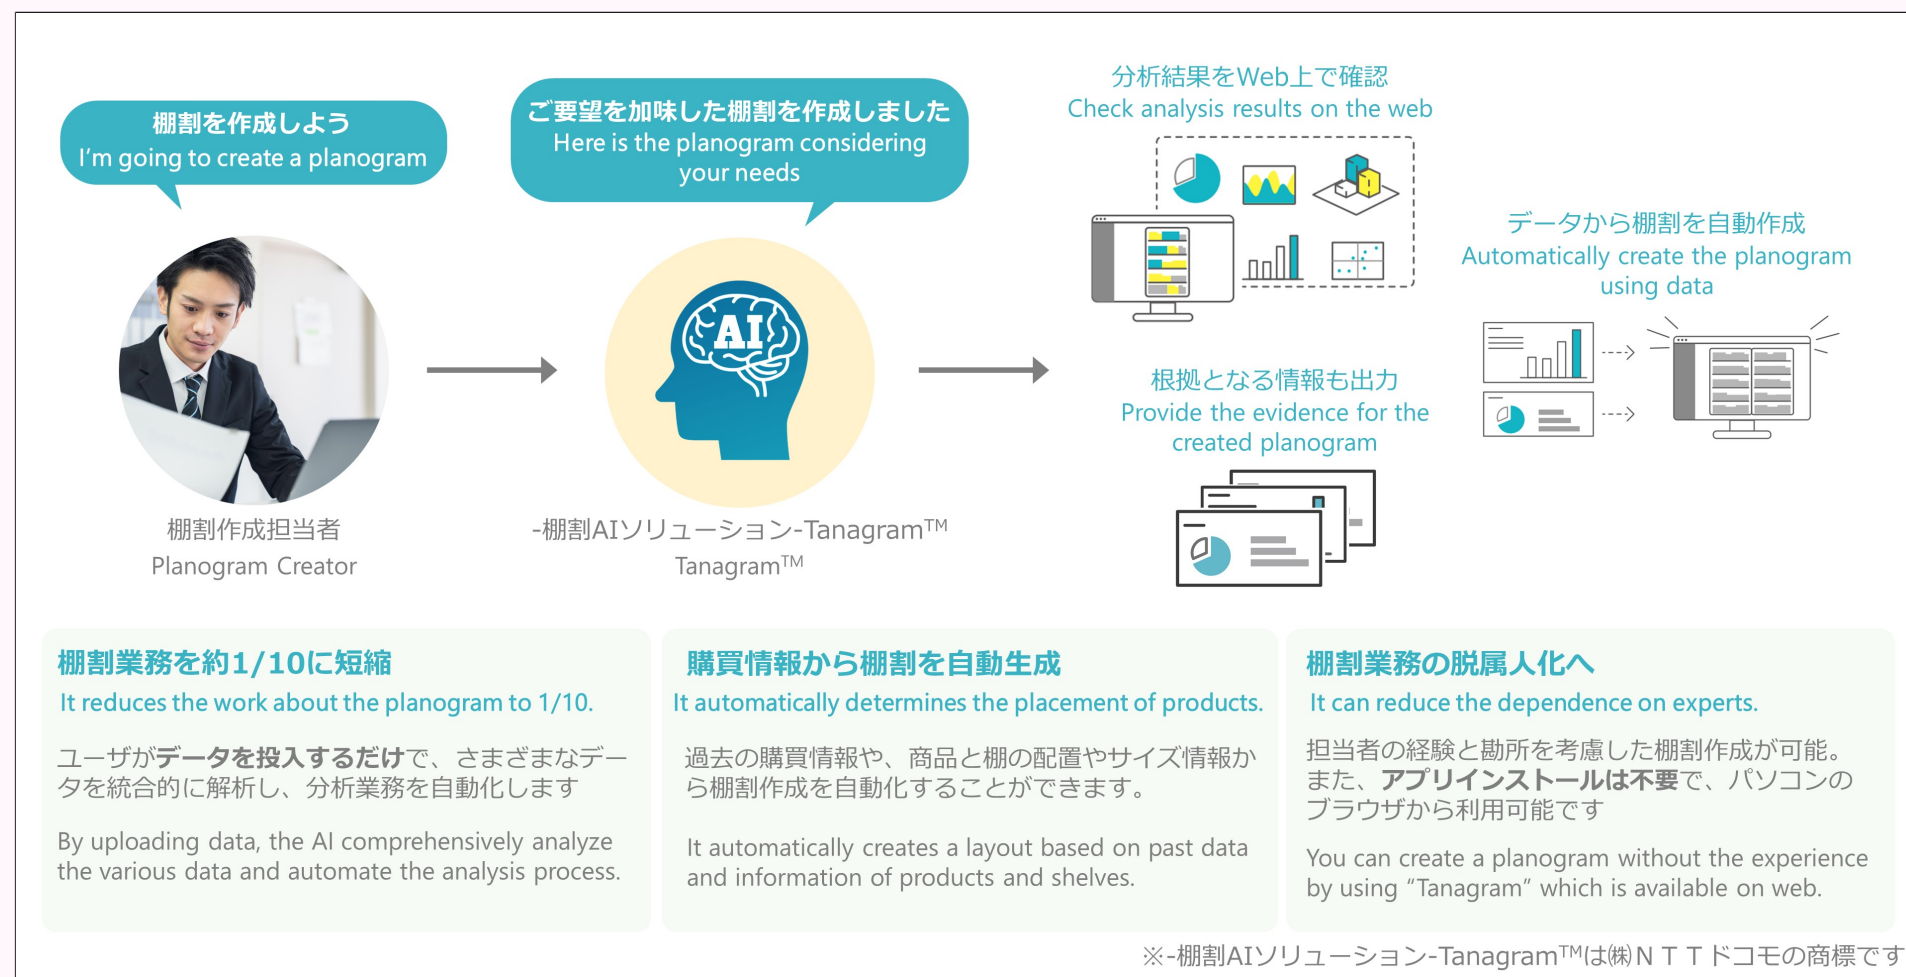 棚割を作成しよう
I'm going to create a planogram
ご要望を加味した棚割を作成しました
Here is the planogram considering
your needs
分析結果をWeb上で確認
Check analysis results on the web
データから棚割を自動作成
Automatically create the planogram
using data
AI
根拠となる情報も出力
Provide the evidence for the
created planogram
棚割作成担当者
Planogram Creator
-棚割AIソリューション-Tanagram™
Tanagram™
棚割業務を約1/10に短縮
It reduces the work about the planogram to 1/10.
ユーザがデータを投入するだけで、さまざまなデー
タを統合的に解析し、分析業務を自動化します
By uploading data, the AI comprehensively analyze
the various data and automate the analysis process.
購買情報から棚割を自動生成
It automatically determines the placement of products.
過去の購買情報や、商品と棚の配置やサイズ情報か
ら棚割作成を自動化することができます。
It automatically creates a layout based on past data
and information of products and shelves.
棚割業務の脱属人化へ
It can reduce the dependence on experts.
担当者の経験と勘所を考慮した棚割作成が可能。
また、アプリインストールは不要で、パソコンの
ブラウザから利用可能です
You can create a planogram without the experience
by using “Tanagram” which is available on web.
※-棚割AIソリューション-Tanagram™は㈱ＮＴＴドコモの商標です